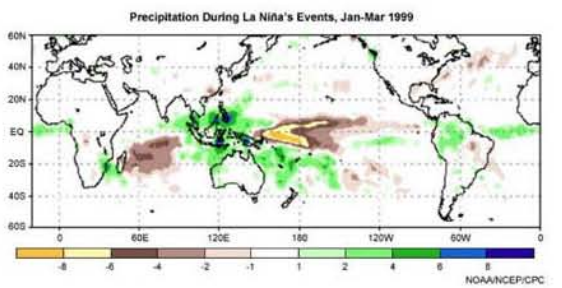 Precipitation During La Niña's Events, Jan-Mar 1999
60N
40N
20N
EQ
20S
40S
60S
0 60E 120E 180 120W 60W 0
-8 -6 -4 -2 -1 1 2 4 6 8
NOAA/NCEP/CPC